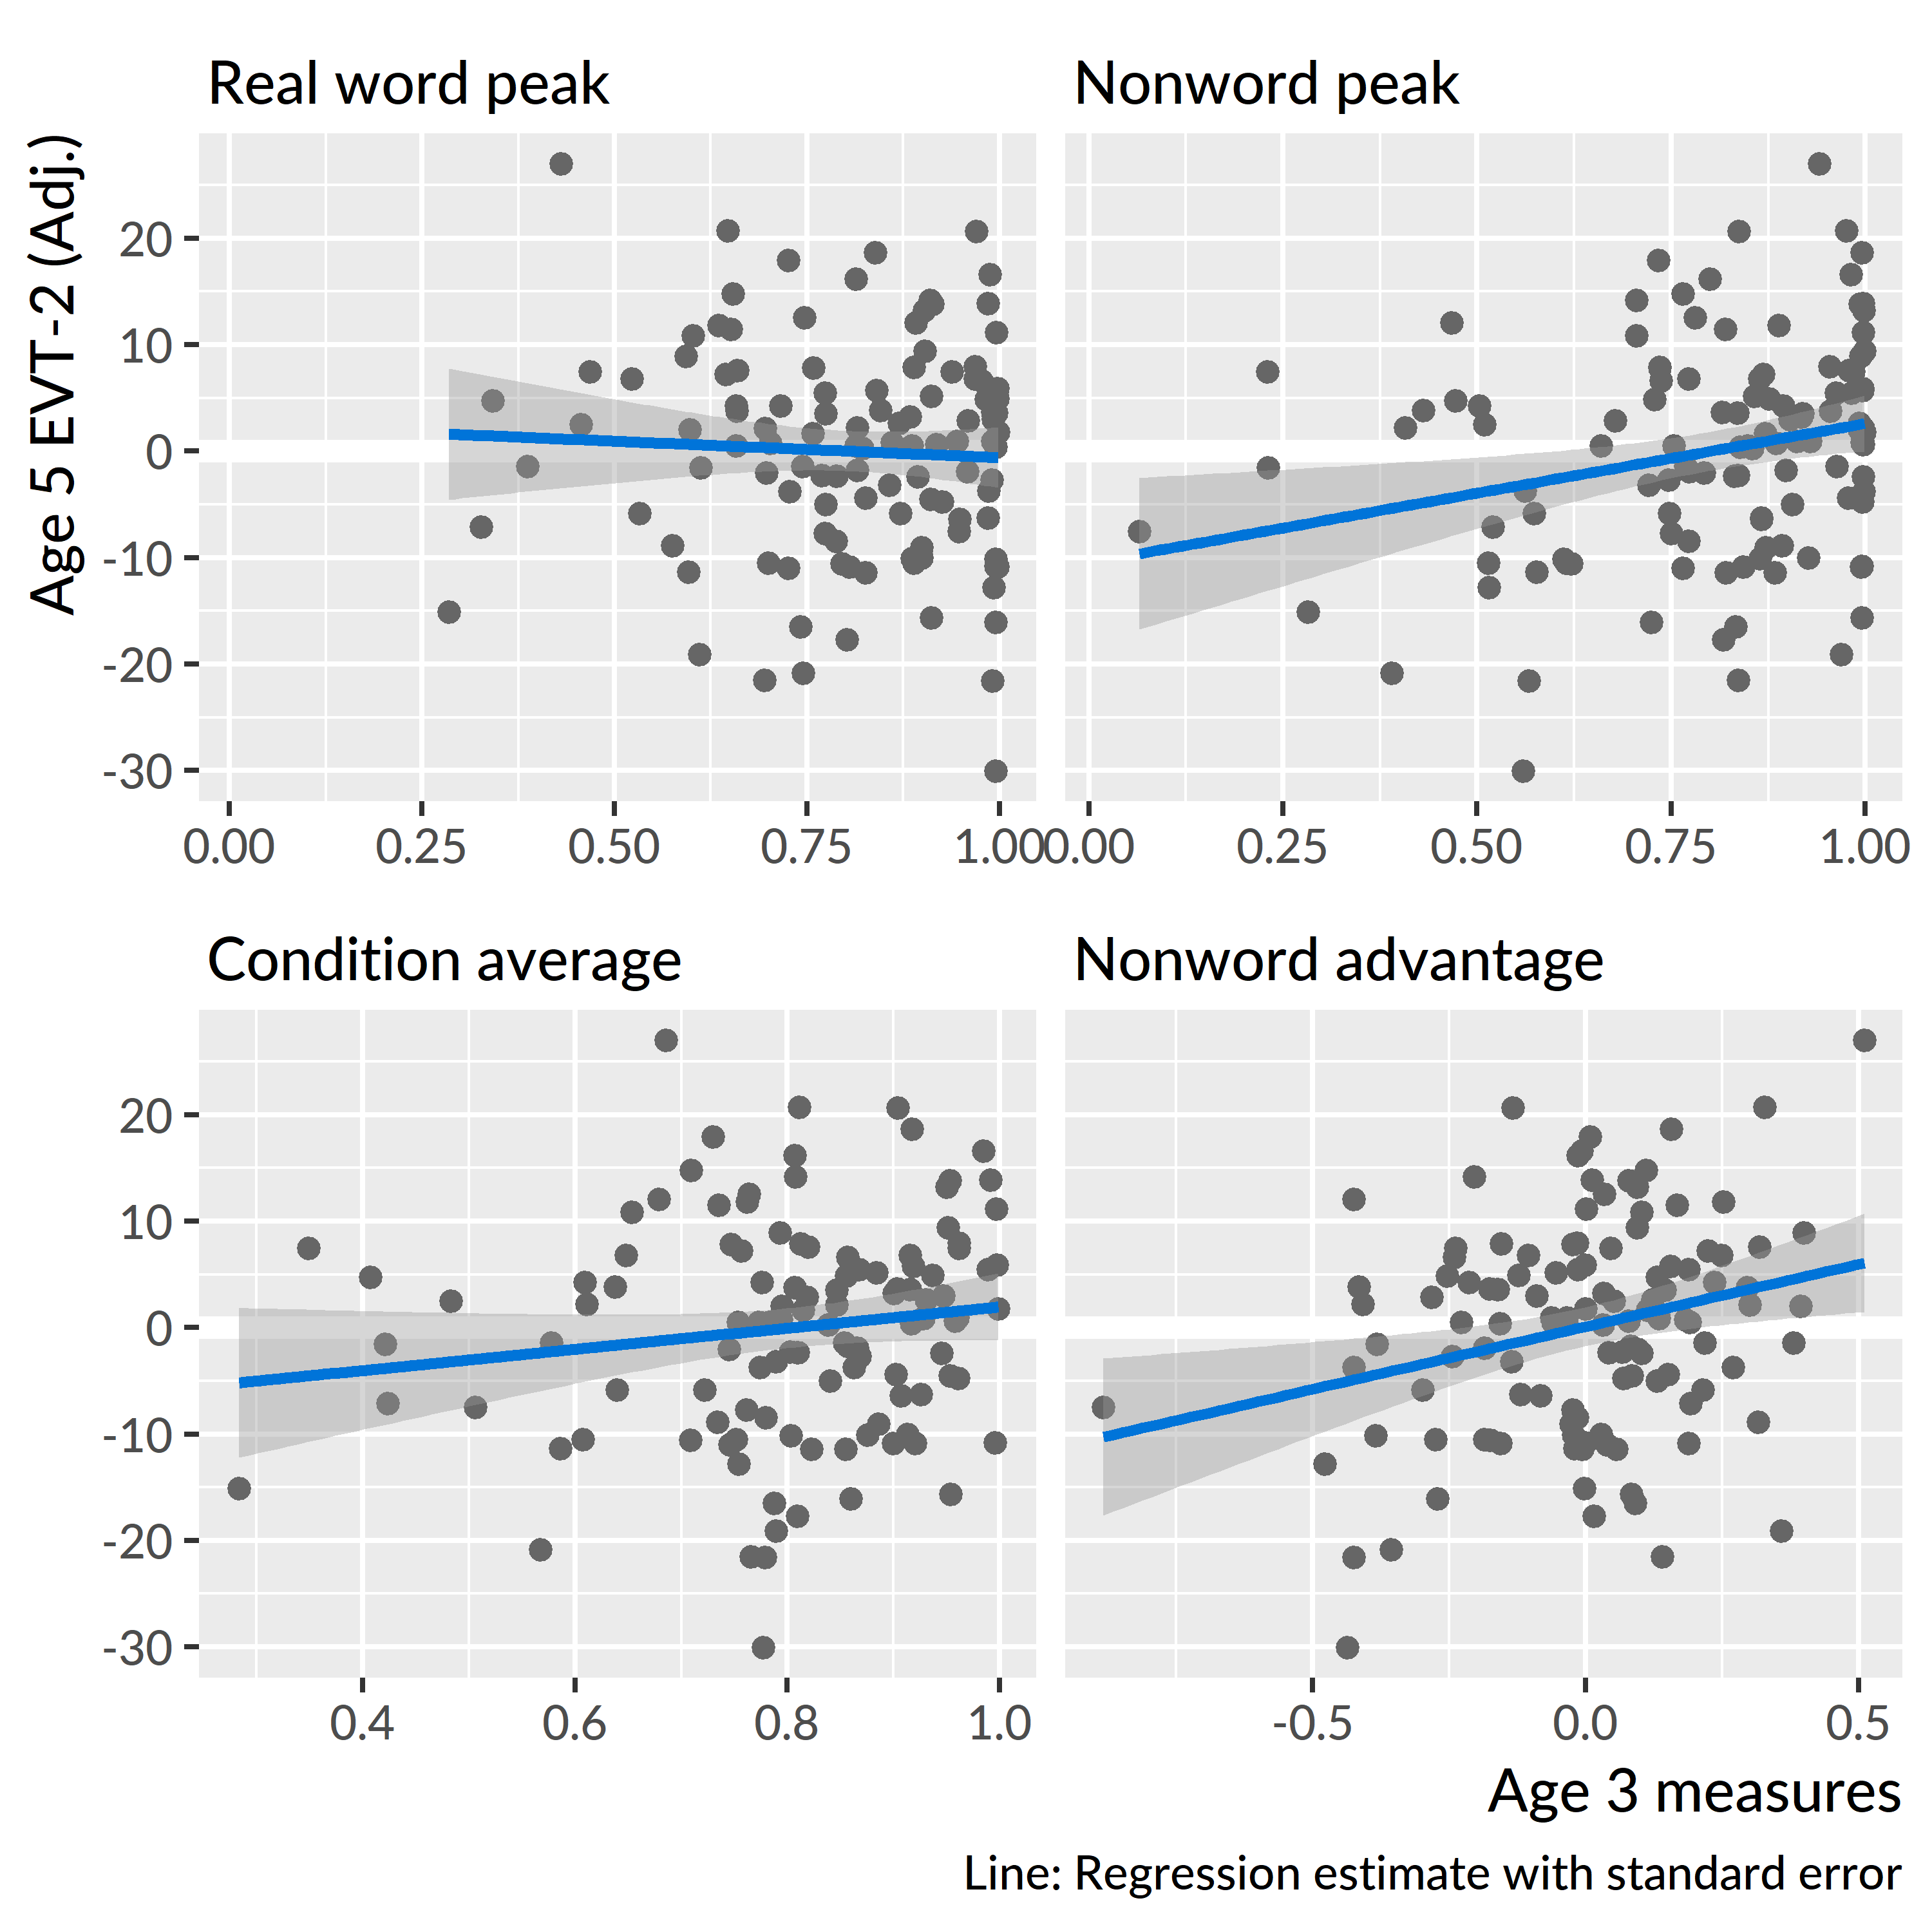 Real word peak
Nonword peak
Age 5 EVT-2 (Adj.)
20
10
0
-10
-20
-30
0.00 0.25 0.50 0.75 1.00
0.00 0.25 0.50 0.75 1.00
Condition average
Nonword advantage
20
10
0
-10
-20
-30
0.4 0.6 0.8 1.0
-0.5 0.0 0.5
Age 3 measures
Line: Regression estimate with standard error